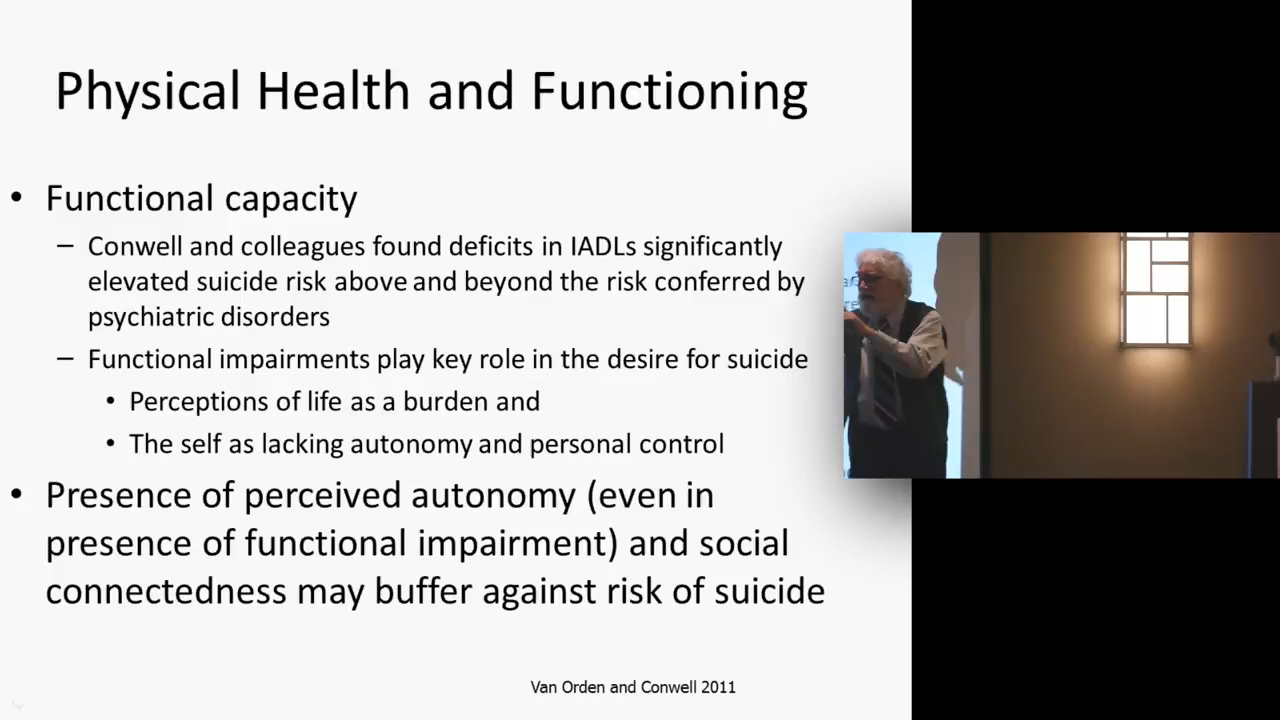 Physical Health and Functioning
• Functional capacity
– Conwell and colleagues found deficits in IADLs significantly
elevated suicide risk above and beyond the risk conferred by
psychiatric disorders
– Functional impairments play key role in the desire for suicide
• Perceptions of life as a burden and
• The self as lacking autonomy and personal control
• Presence of perceived autonomy (even in
presence of functional impairment) and social
connectedness may buffer against risk of suicide
Van Orden and Conwell 2011